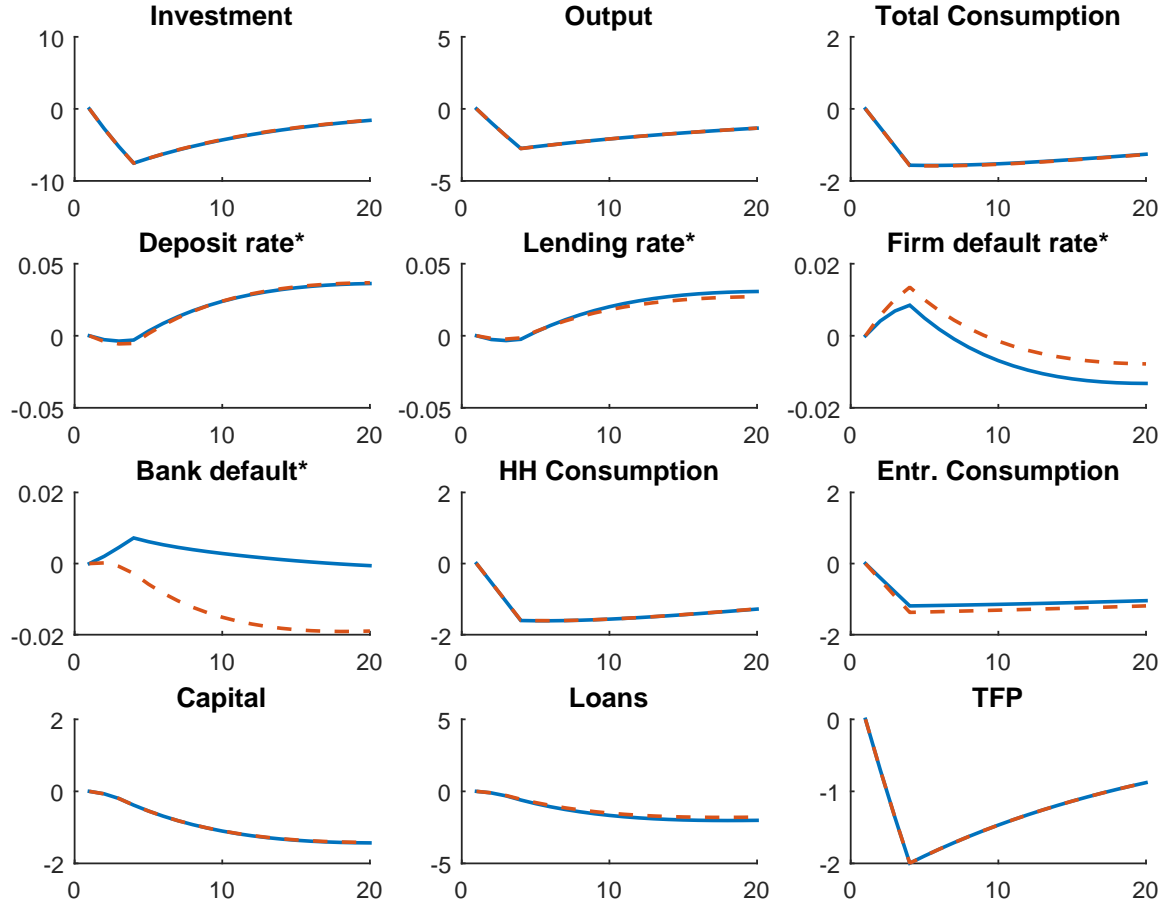 Investment Output Total Consumption
10 5 2
0 0 0
-10 -5 -2
0 10 20 0 10 20 0 10 20
Deposit rate* Lending rate* Firm default rate*
0.05 0.05 0.02
0 0 0
-0.05 -0.05 -0.02
0 10 20 0 10 20 0 10 20
Bank default* HH Consumption Entr. Consumption
0.02 2 2
0 0 0
-0.02 -2 -2
0 10 20 0 10 20 0 10 20
Capital Loans TFP
2 5 0
0 0 -1
-2 -5 -2
0 10 20 0 10 20 0 10 20